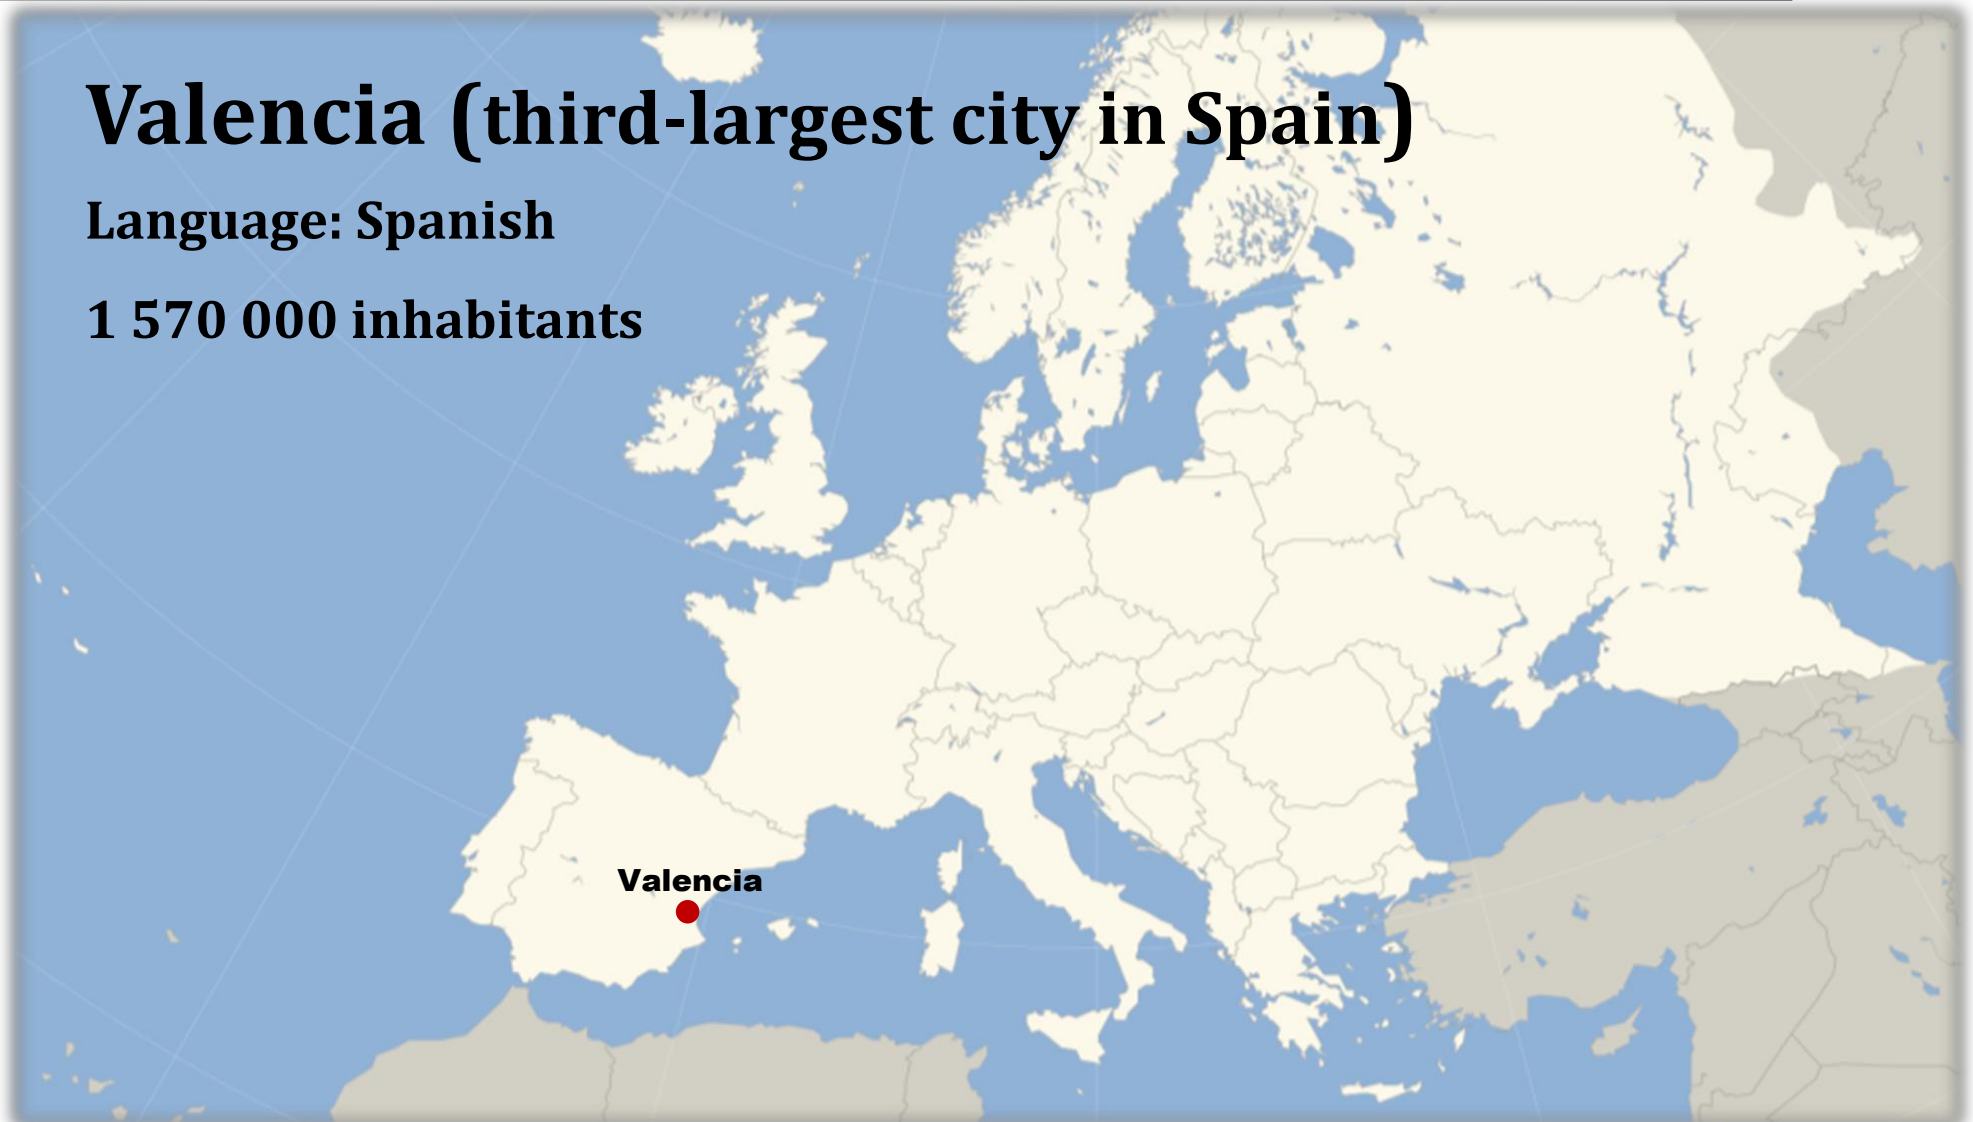 Valencia (third-largest city in Spain)
Language: Spanish
1 570 000 inhabitants
Valencia